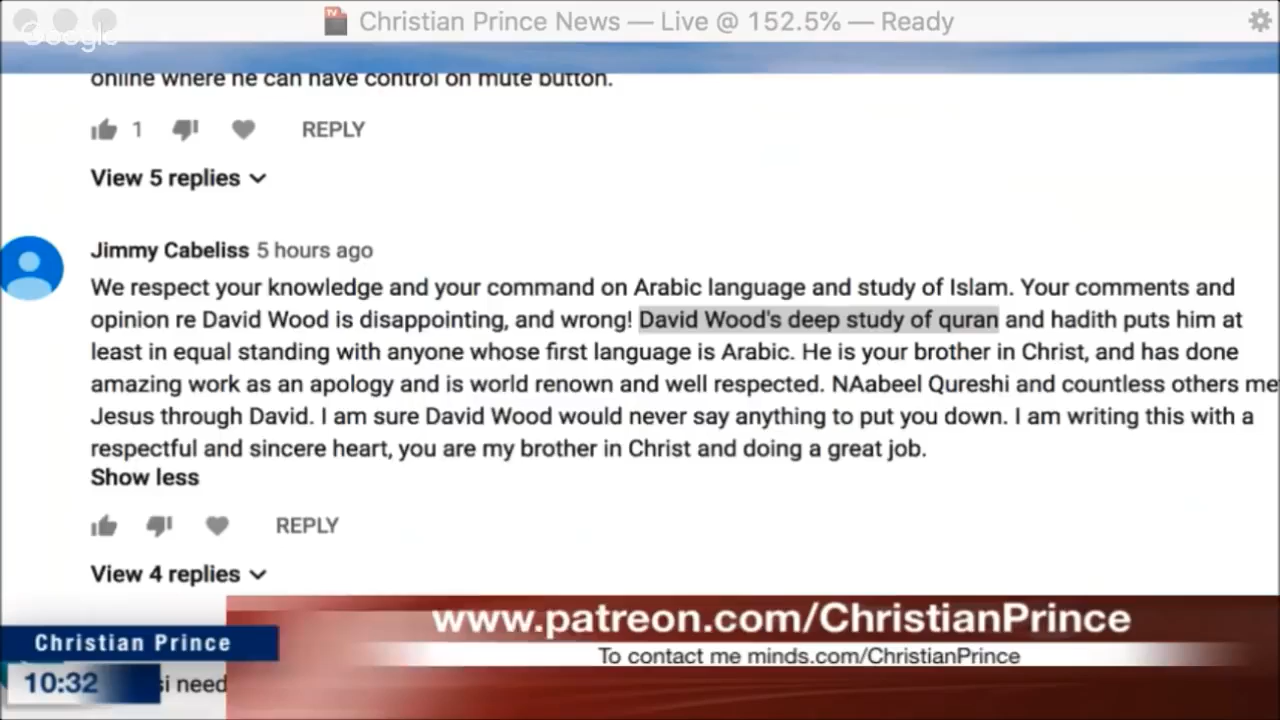 Christian Prince News — Live @ 152.5% — Ready
Google
online where he can have control on mute button.
1 REPLY
View 5 replies
Jimmy Cabeliss 5 hours ago
We respect your knowledge and your command on Arabic language and study of Islam. Your comments and
opinion re David Wood is disappointing, and wrong! David Wood's deep study of quran and hadith puts him at
least in equal standing with anyone whose first language is Arabic. He is your brother in Christ, and has done
amazing work as an apology and is world renown and well respected. NAabeel Qureshi and countless others me
Jesus through David. I am sure David Wood would never say anything to put you down. I am writing this with a
respectful and sincere heart, you are my brother in Christ and doing a great job.
Show less
REPLY
View 4 replies
www.patreon.com/ChristianPrince
Christian Prince
To contact me minds.com/ChristianPrince
10:32
si need